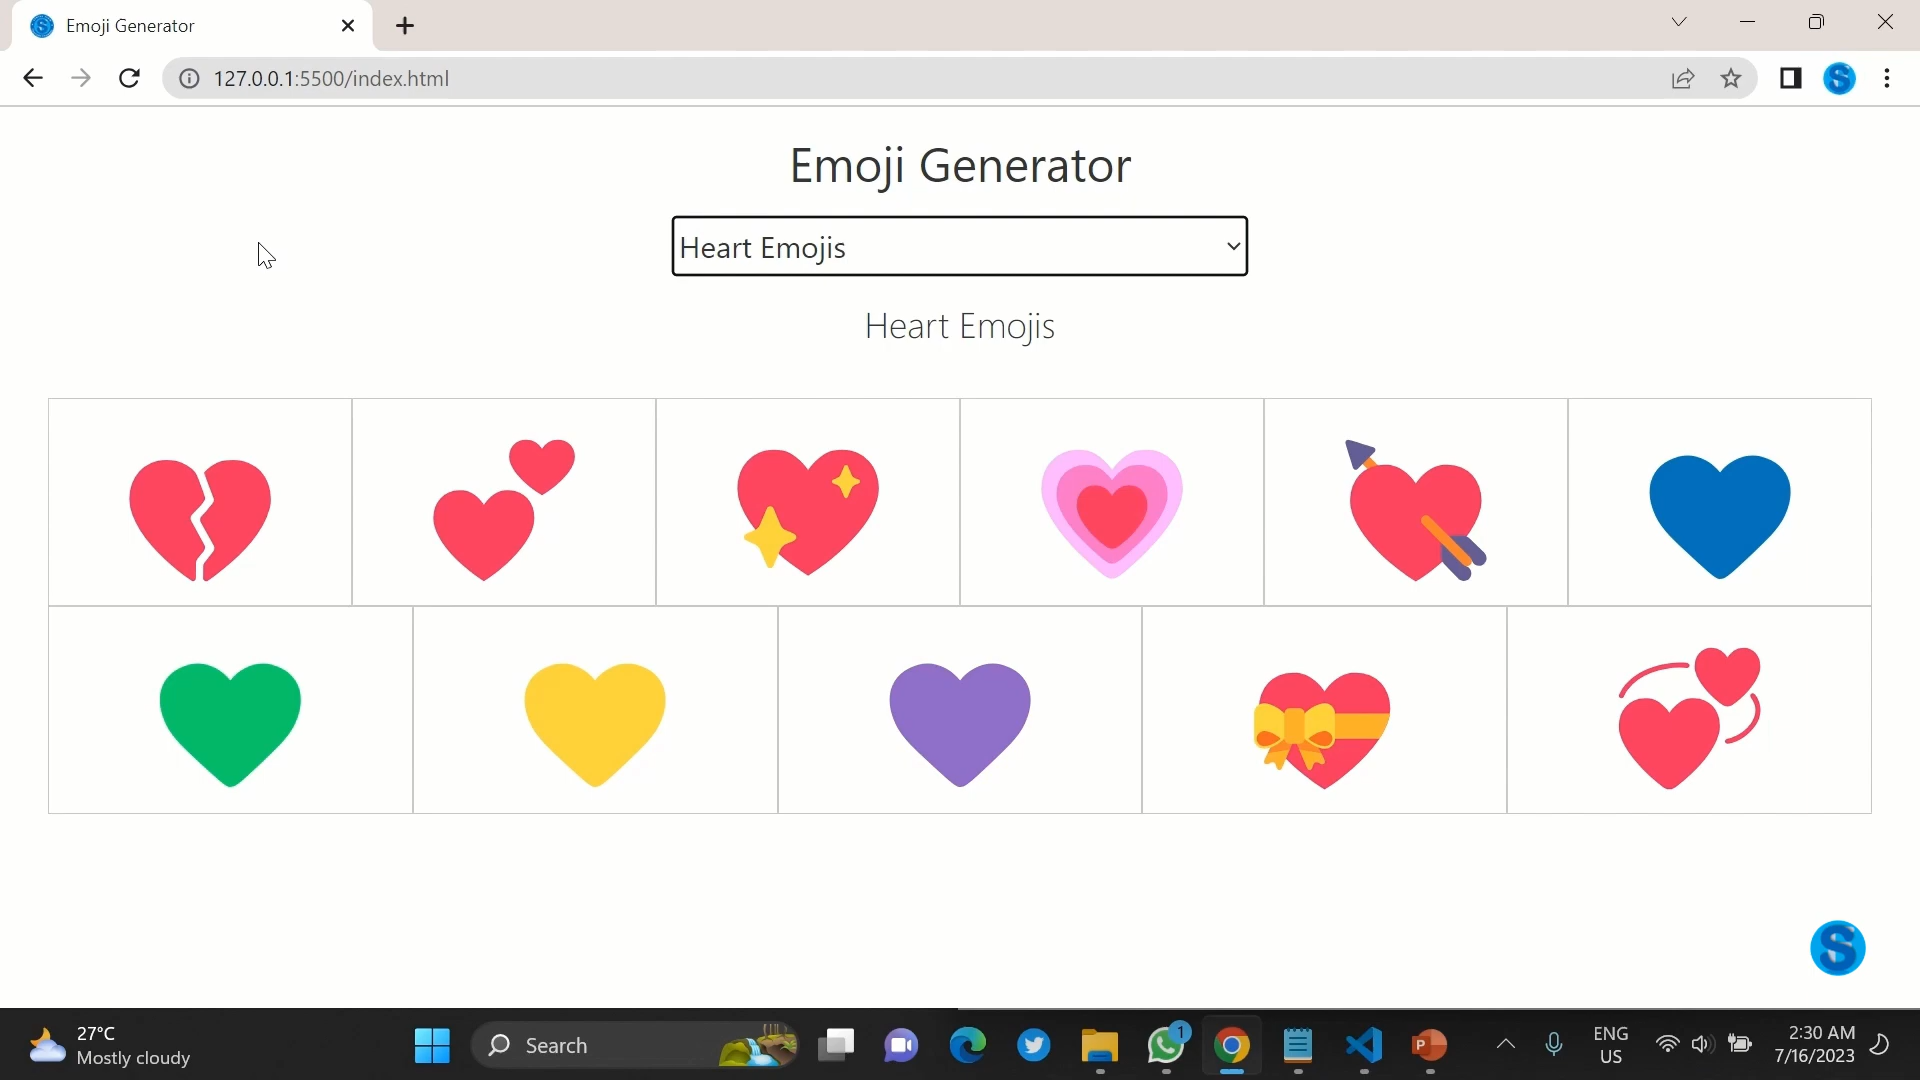 Emoji Generator
127.0.0.1:5500/index.html
S
Emoji Generator
Heart Emojis
Heart Emojis
S
27°C
Mostly cloudy
Search
1
P
ENG
US
2:30 AM
7/16/2023